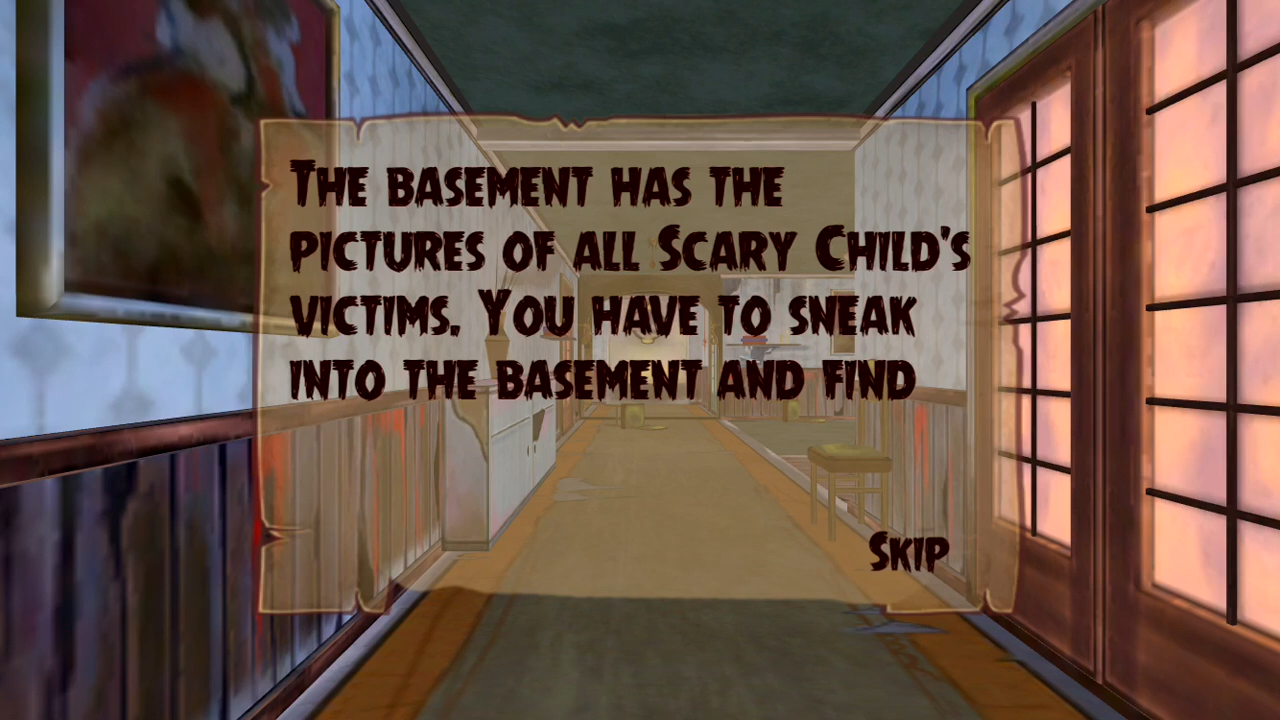 The basement has the
pictures of all Scary Child's
victims. You have to sneak
into the basement and find
Skip